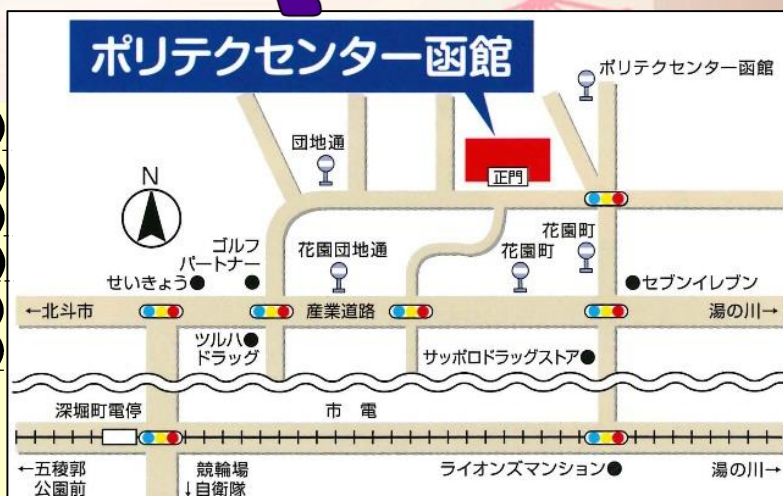 ポリテクセンター函館
ポリテクセンター函館
団地通
正門
N
ゴルフ
パートナー
せいきょう
花園団地通
花園町
花園町
セブンイレブン
←北斗市
産業道路
湯の川→
ツルハ
ドラッグ
サッポロドラッグストア
深堀町電停
市 電
←五稜郭
公園前
競輪場
↓自衛隊
ライオンズマンション
湯の川→